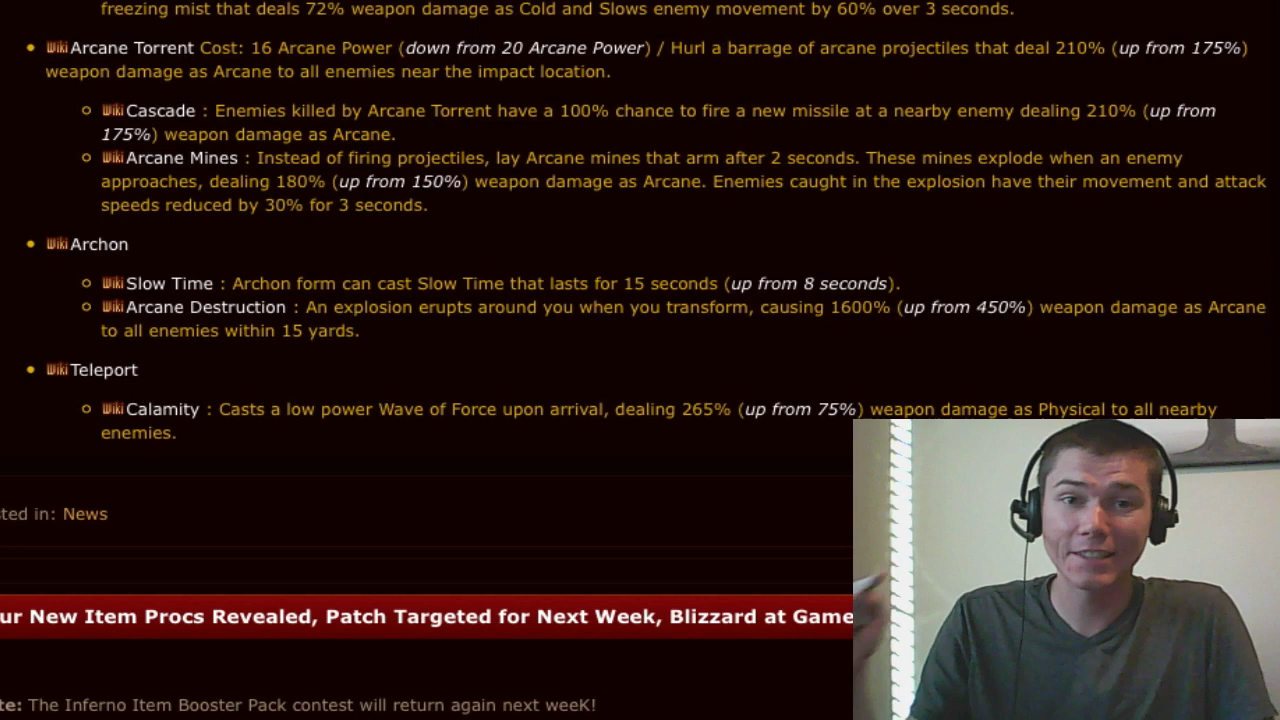 freezing mist that deals 72% weapon damage as Cold and Slows enemy movement by 60% over 3 seconds.
Wiki Arcane Torrent Cost: 16 Arcane Power (down from 20 Arcane Power) / Hurl a barrage of arcane projectiles that deal 210% (up from 175%)
weapon damage as Arcane to all enemies near the impact location.
Wiki Cascade : Enemies killed by Arcane Torrent have a 100% chance to fire a new missile at a nearby enemy dealing 210% (up from
175%) weapon damage as Arcane.
Wiki Arcane Mines : Instead of firing projectiles, lay Arcane mines that arm after 2 seconds. These mines explode when an enemy
approaches, dealing 180% (up from 150%) weapon damage as Arcane. Enemies caught in the explosion have their movement and attack
speeds reduced by 30% for 3 seconds.
Wiki Archon
Wiki Slow Time : Archon form can cast Slow Time that lasts for 15 seconds (up from 8 seconds).
Wiki Arcane Destruction : An explosion erupts around you when you transform, causing 1600% (up from 450%) weapon damage as Arcane
to all enemies within 15 yards.
Wiki Teleport
Wiki Calamity : Casts a low power Wave of Force upon arrival, dealing 265% (up from 75%) weapon damage as Physical to all nearby
enemies.
ted in: News
ur New Item Procs Revealed, Patch Targeted for Next Week, Blizzard at Game
te: The Inferno Item Booster Pack contest will return again next weeK!